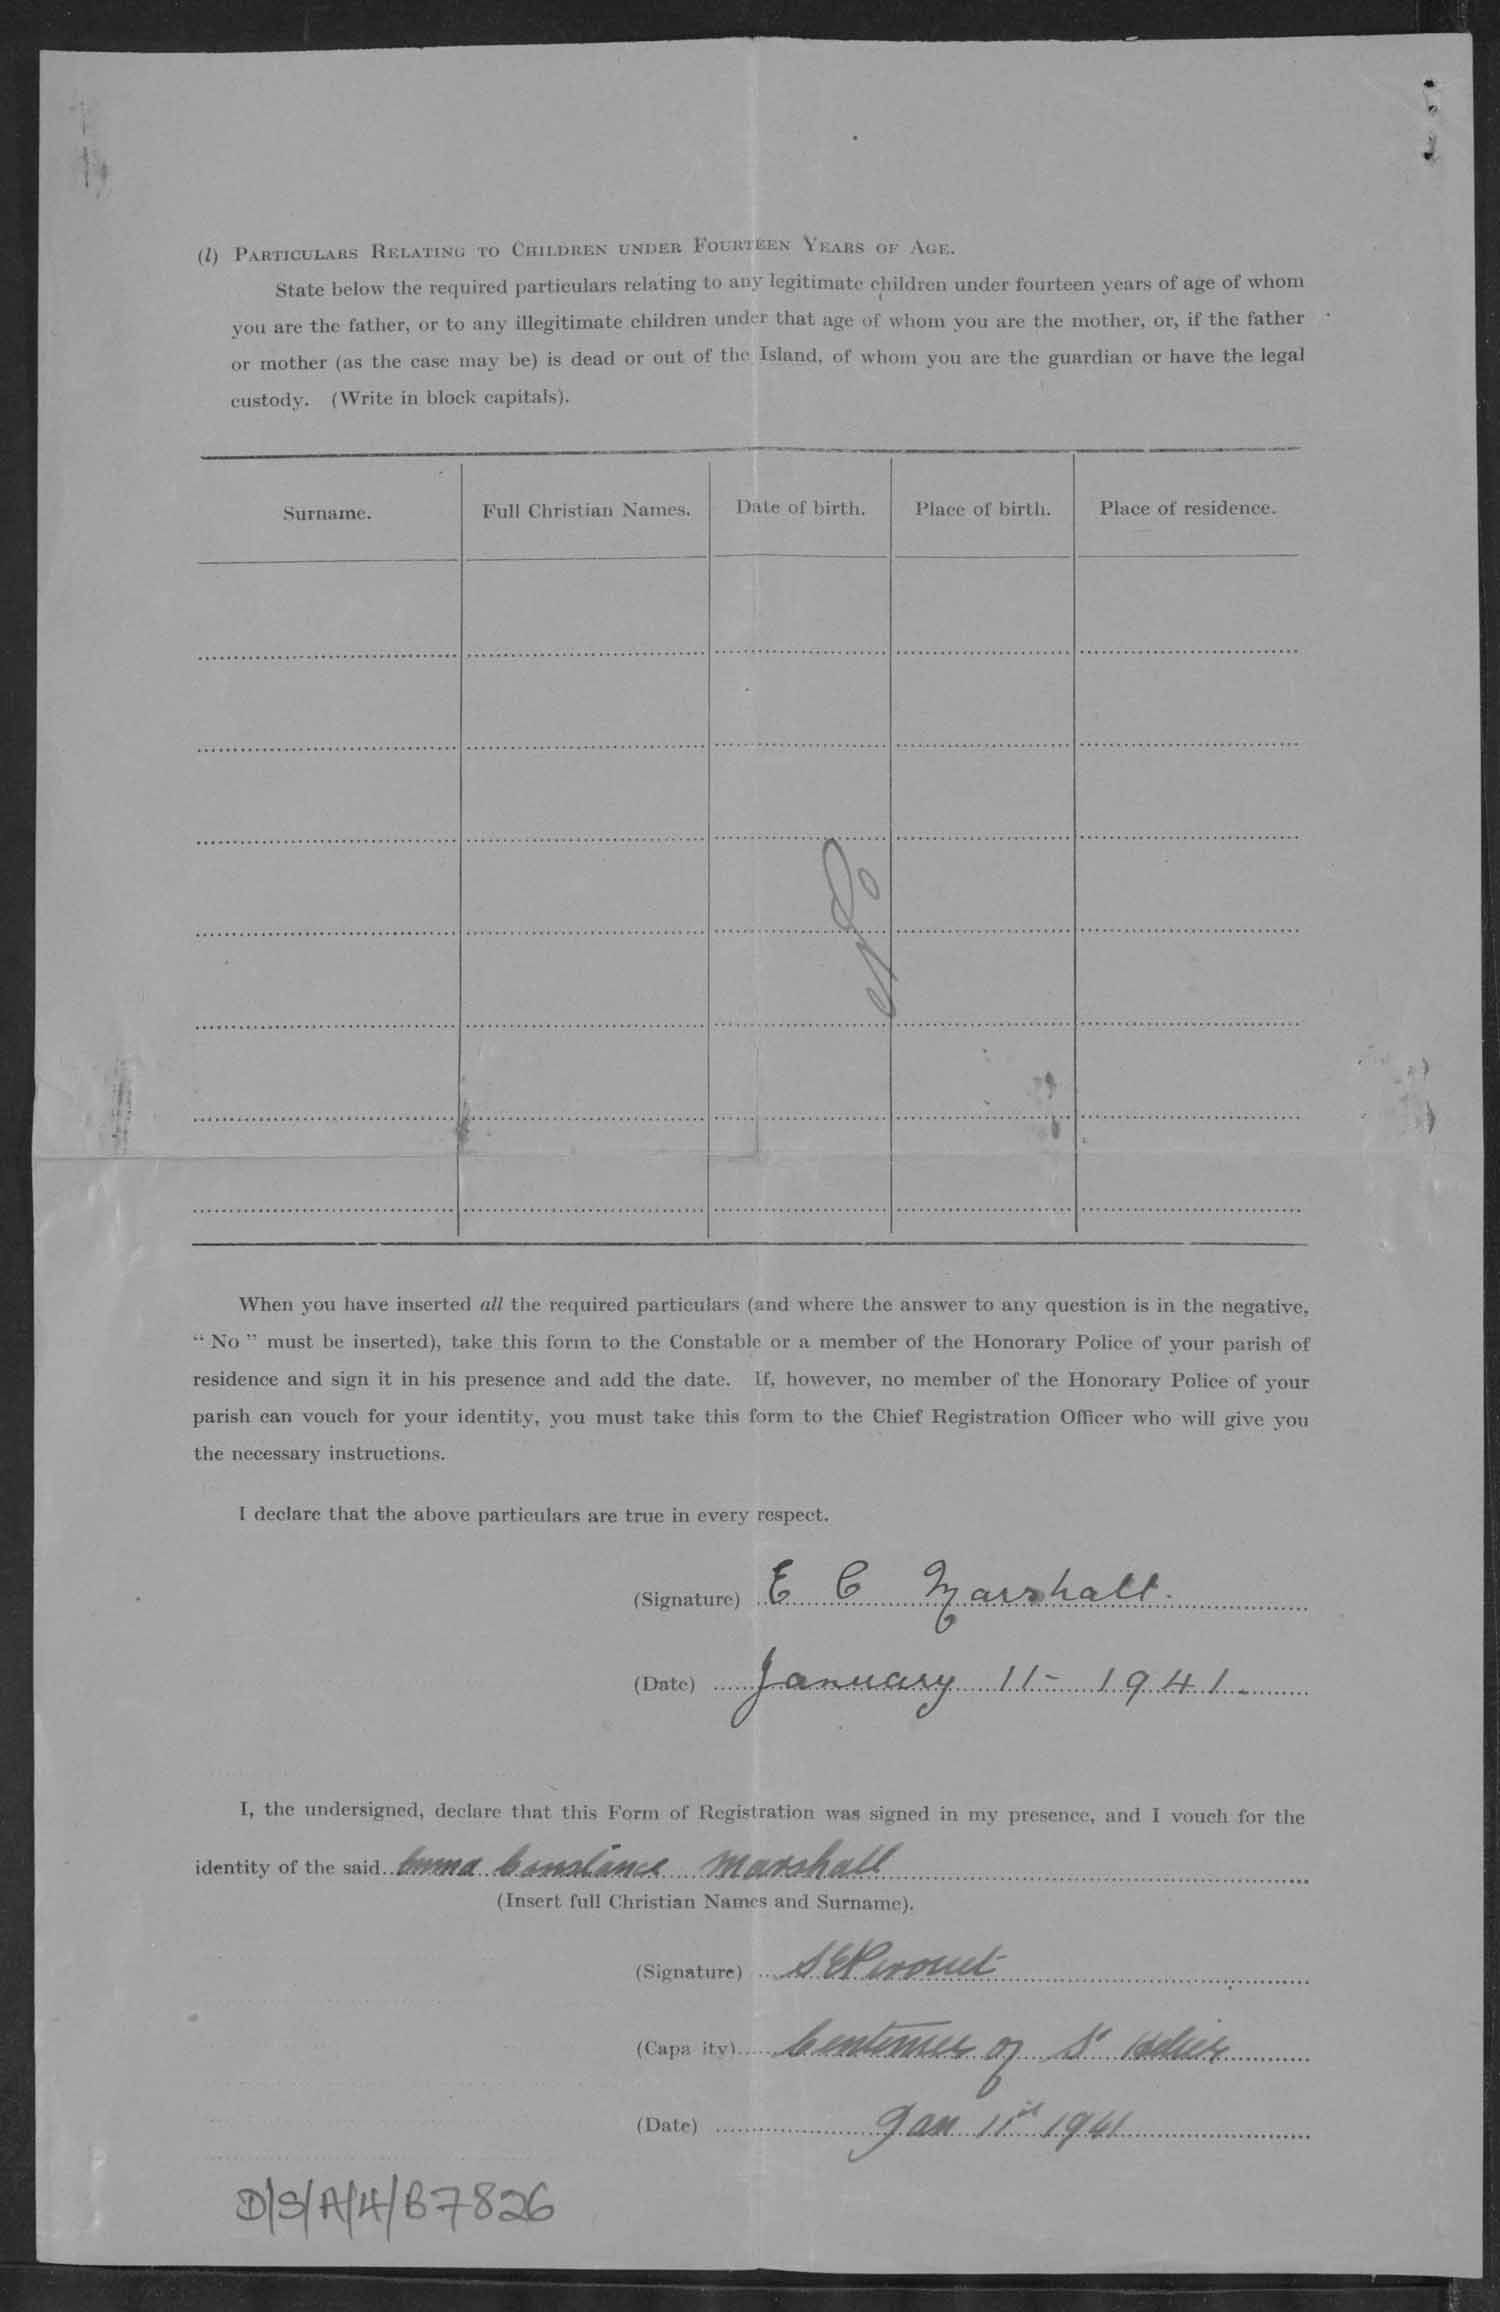 (l) PARTICULARS RELATING TO CHILDREN UNDER FOURTEEN YEARS OF AGE.
State below the required particulars relating to any legitimate children under fourteen years of age of whom
you are the father, or to any illegitimate children under that age of whom you are the mother, or, if the father
or mother (as the case may be) is dead or out of the Island, of whom you are the guardian or have the legal
custody. (Write in block capitals).
Surname. Full Christian Names. Date of birth. Place of birth. Place of residence.
No
When you have inserted all the required particulars (and where the answer to any question is in the negative,
“ No ” must be inserted), take this form to the Constable or a member of the Honorary Police of your parish of
residence and sign it in his presence and add the date. If, however, no member of the Honorary Police of your
parish can vouch for your identity, you must take this form to the Chief Registration Officer who will give you
the necessary instructions.
I declare that the above particulars are true in every respect.
(Signature) E C Marshall.
(Date) January 11- 1941.
I, the undersigned, declare that this Form of Registration was signed in my presence, and I vouch for the
identity of the said Emma Constance Marshall
(Insert full Christian Names and Surname).
(Signature)
(Capa ity) Centenier of St Helier
(Date) Jan 11th 1941
D/S/A/4/B7826